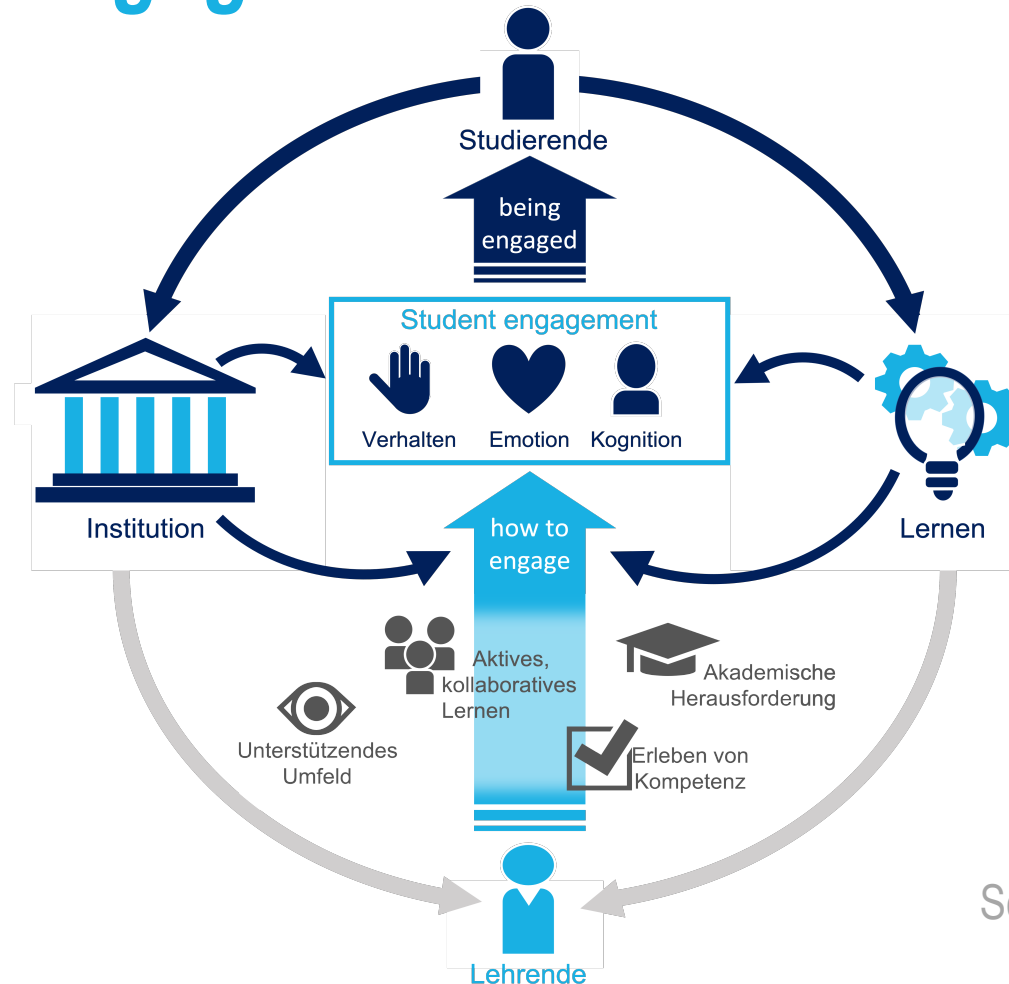 Studierende
being
engaged
Student engagement
Verhalten Emotion Kognition
Institution
Lernen
how to
engage
Aktives,
kollaboratives
Lernen
Akademische
Herausforderung
Unterstützendes
Umfeld
Erleben von
Kompetenz
Lehrende